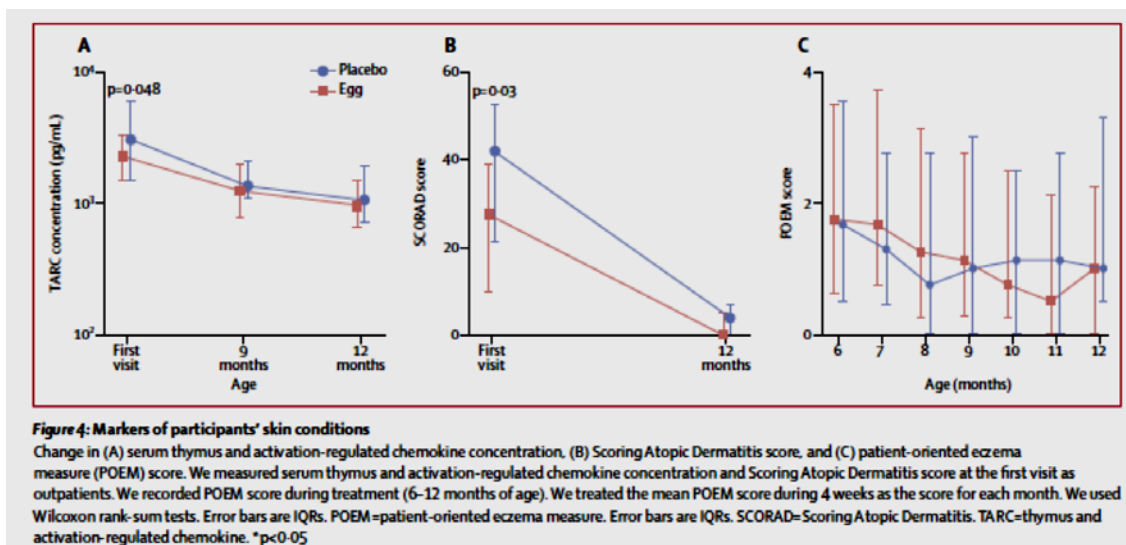 A
B
C
10⁴
p=0·048
Placebo
Egg
TARC concentration (pg/mL)
10³
10²
First visit
9 months
12 months
Age
60
p=0·03
40
SCORAD score
20
0
First visit
12 months
4
POEM score
2
0
6 7 8 9 10 11 12
Age (months)
Figure 4: Markers of participants' skin conditions
Change in (A) serum thymus and activation-regulated chemokine concentration, (B) Scoring Atopic Dermatitis score, and (C) patient-oriented eczema
measure (POEM) score. We measured serum thymus and activation-regulated chemokine concentration and Scoring Atopic Dermatitis score at the first visit as
outpatients. We recorded POEM score during treatment (6–12 months of age). We treated the mean POEM score during 4 weeks as the score for each month. We used
Wilcoxon rank-sum tests. Error bars are IQRs. POEM=patient-oriented eczema measure. Error bars are IQRs. SCORAD=Scoring Atopic Dermatitis. TARC=thymus and
activation-regulated chemokine. *p<0·05